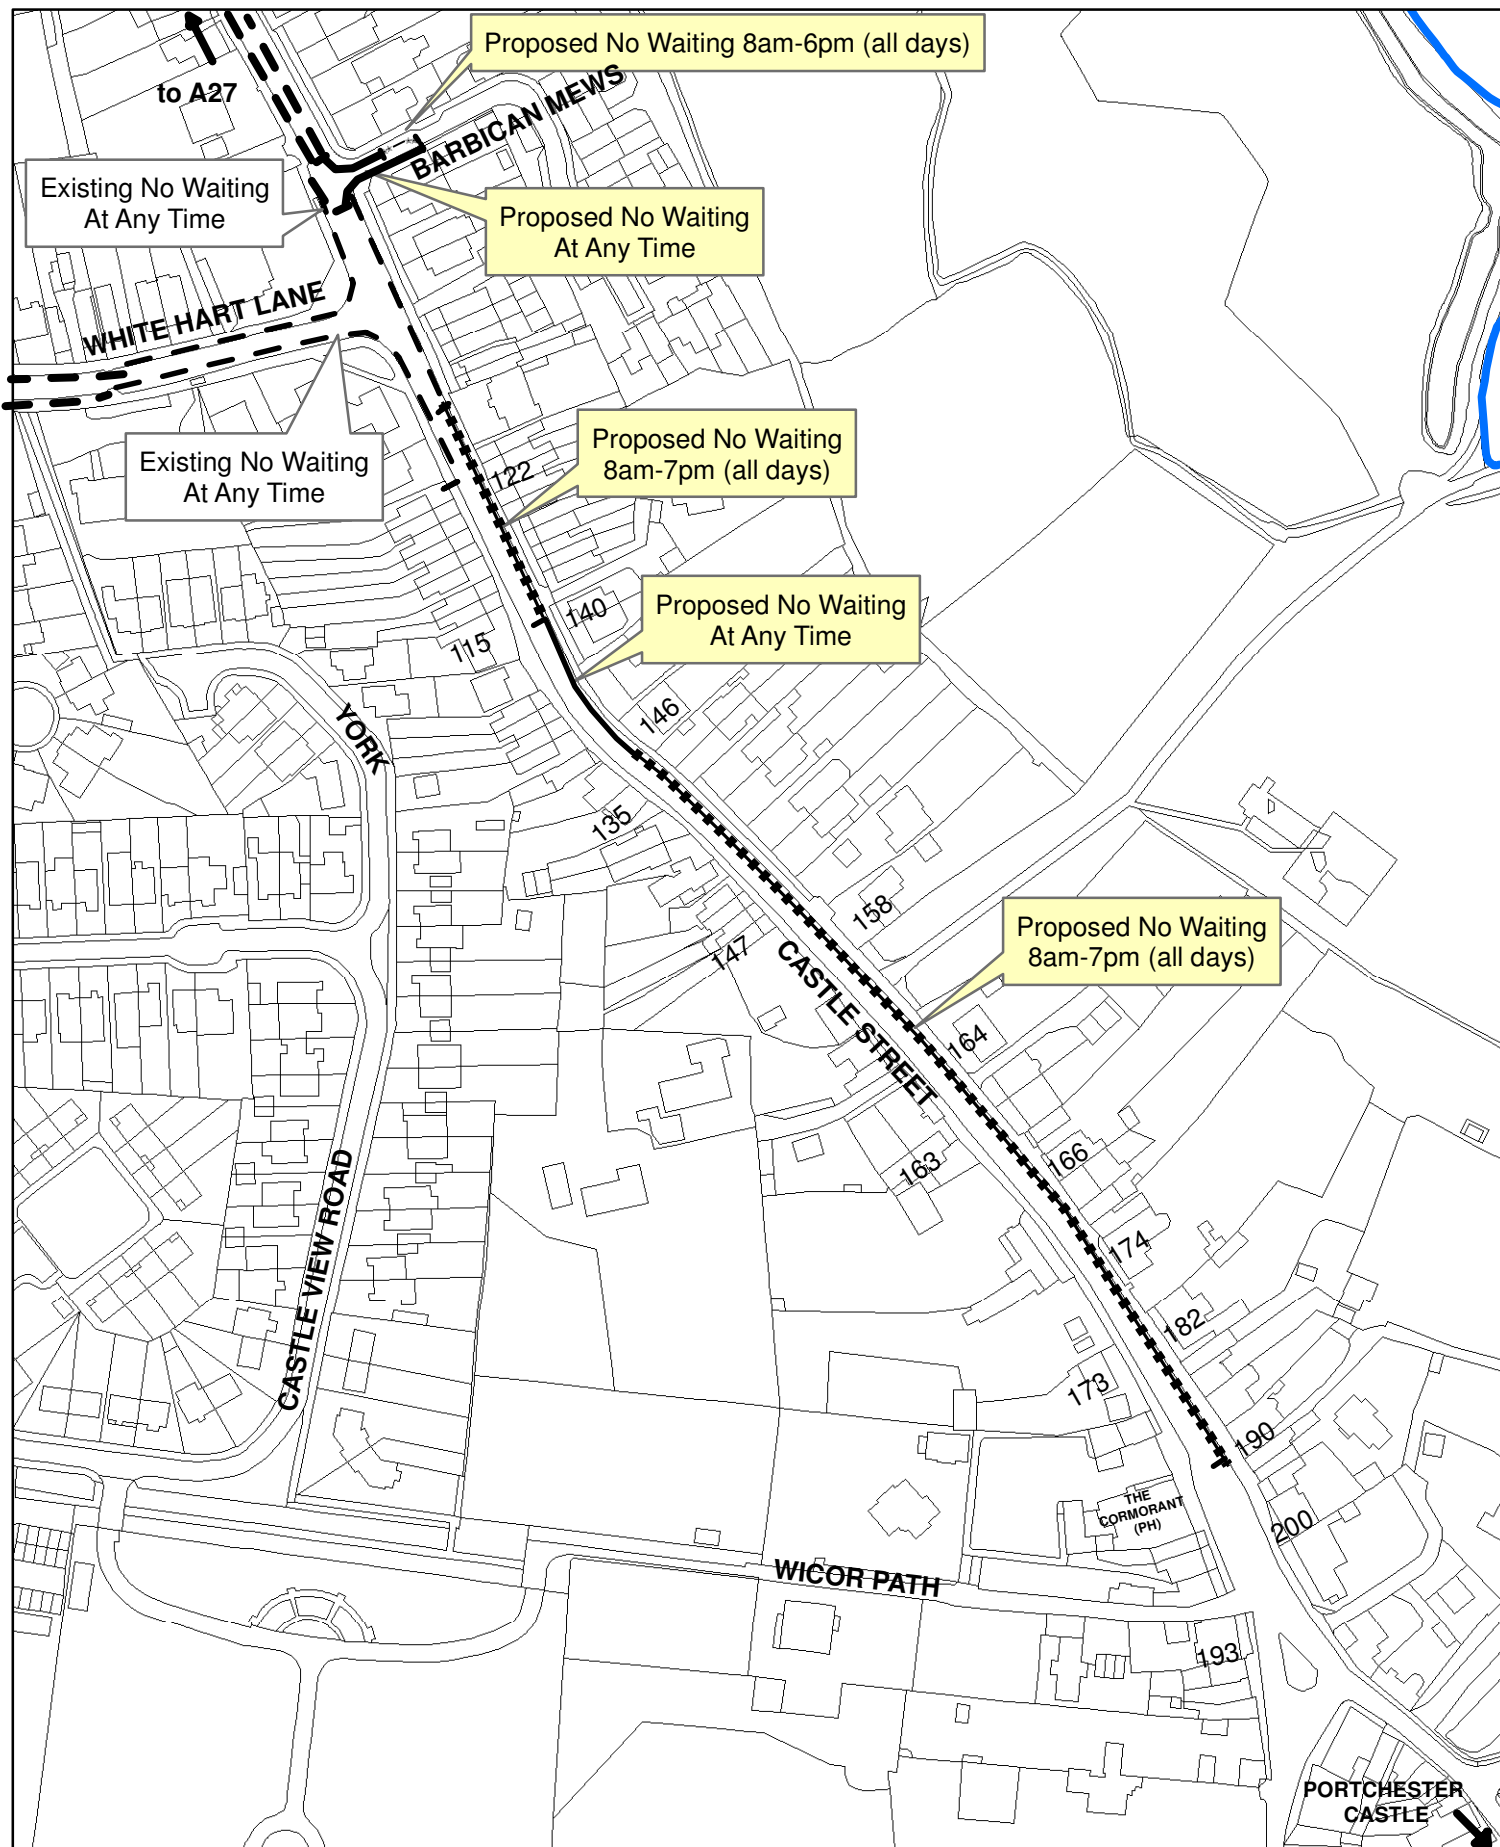 Proposed No Waiting 8am-6pm (all days)
to A27
BARBICAN MEWS
Existing No Waiting
At Any Time
Proposed No Waiting
At Any Time
WHITE HART LANE
Existing No Waiting
At Any Time
Proposed No Waiting
8am-7pm (all days)
122
140
Proposed No Waiting
At Any Time
115
146
YORK
135
158
147
CASTLE STREET
Proposed No Waiting
8am-7pm (all days)
164
163
166
174
CASTLE VIEW ROAD
182
173
190
THE
CORMORANT
(PH)
200
WICOR PATH
193
PORTCHESTER
CASTLE